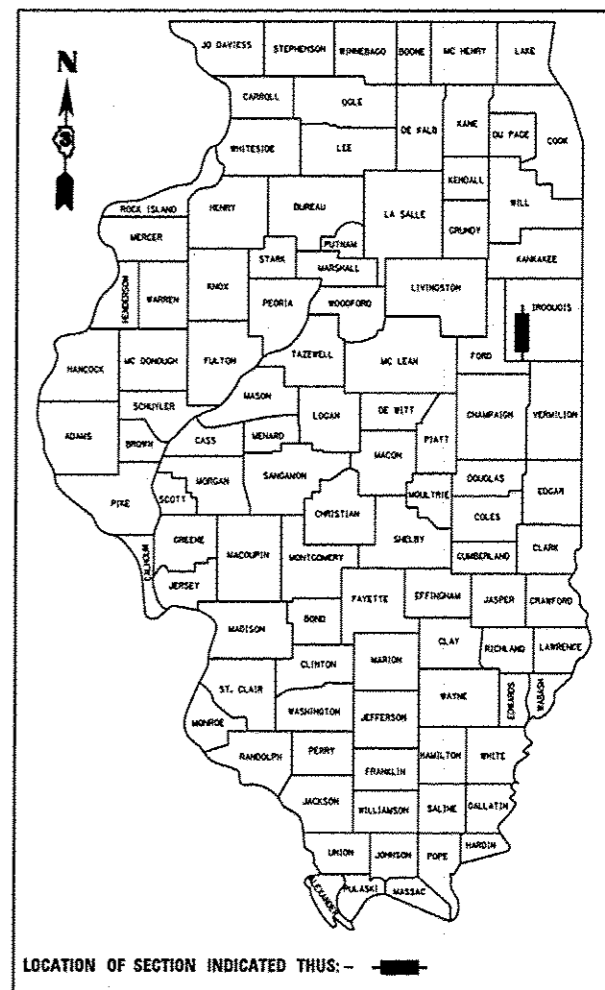 JO DAVIESS STEPHENSON WINNEBAGO BOONE MC HENRY LAKE
N
CARROLL OGLE
KANE
DE KALB DU PAGE COOK
WHITESIDE LEE
KENDALL
ROCK ISLAND HENRY BUREAU LA SALLE WILL
GRUNDY
MERCER PUTNAM
STARK MARSHALL KANKAKEE
HENDERSON WARREN KNOX PEORIA WOODFORD LIVINGSTON IROQUOIS
HANCOCK MC DONOUGH FULTON TAZEWELL MC LEAN FORD
MASON
SCHUYLER LOGAN DE WITT CHAMPAIGN VERMILION
ADAMS BROWN CASS MENARD PIATT
MACON
MORGAN SANGAMON DOUGLAS
PIKE SCOTT MOULTRIE EDGAR
CHRISTIAN COLES
GREENE
CALHOUN MACOUPIN MONTGOMERY SHELBY CUMBERLAND CLARK
JERSEY
FAYETTE EFFINGHAM JASPER CRAWFORD
BOND
MADISON
CLAY RICHLAND LAWRENCE
CLINTON MARION
ST. CLAIR WAYNE EDWARDS WABASH
WASHINGTON JEFFERSON
MONROE
RANDOLPH PERRY HAMILTON WHITE
FRANKLIN
JACKSON WILLIAMSON SALINE GALLATIN
UNION JOHNSON POPE HARDIN
ALEXANDER PULASKI MASSAC
LOCATION OF SECTION INDICATED THUS: -